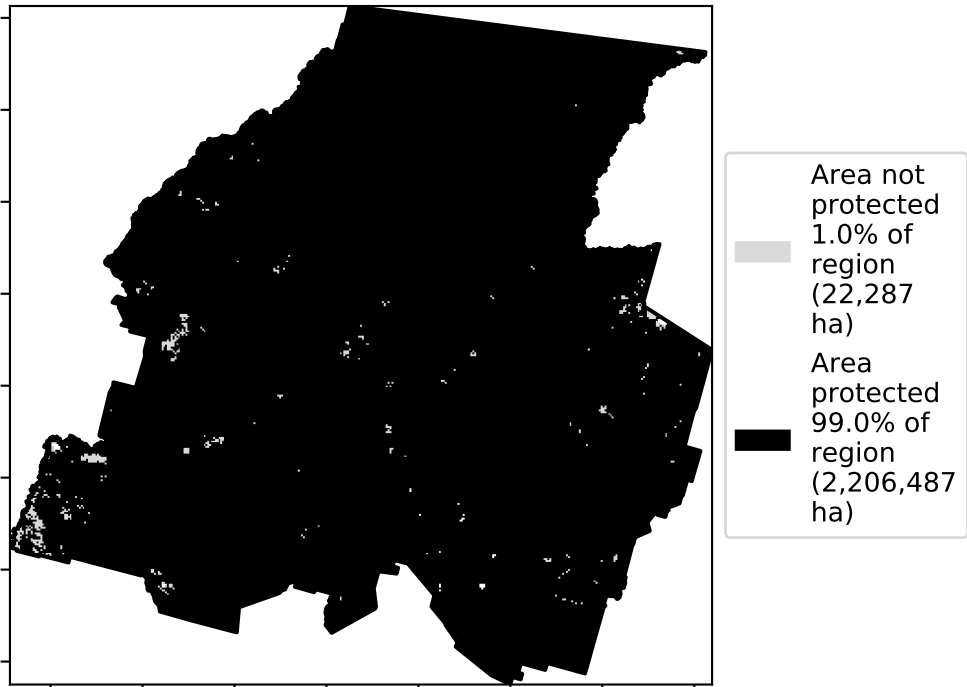 Area not
protected
1.0% of
region
(22,287
ha)
Area
protected
99.0% of
region
(2,206,487
ha)